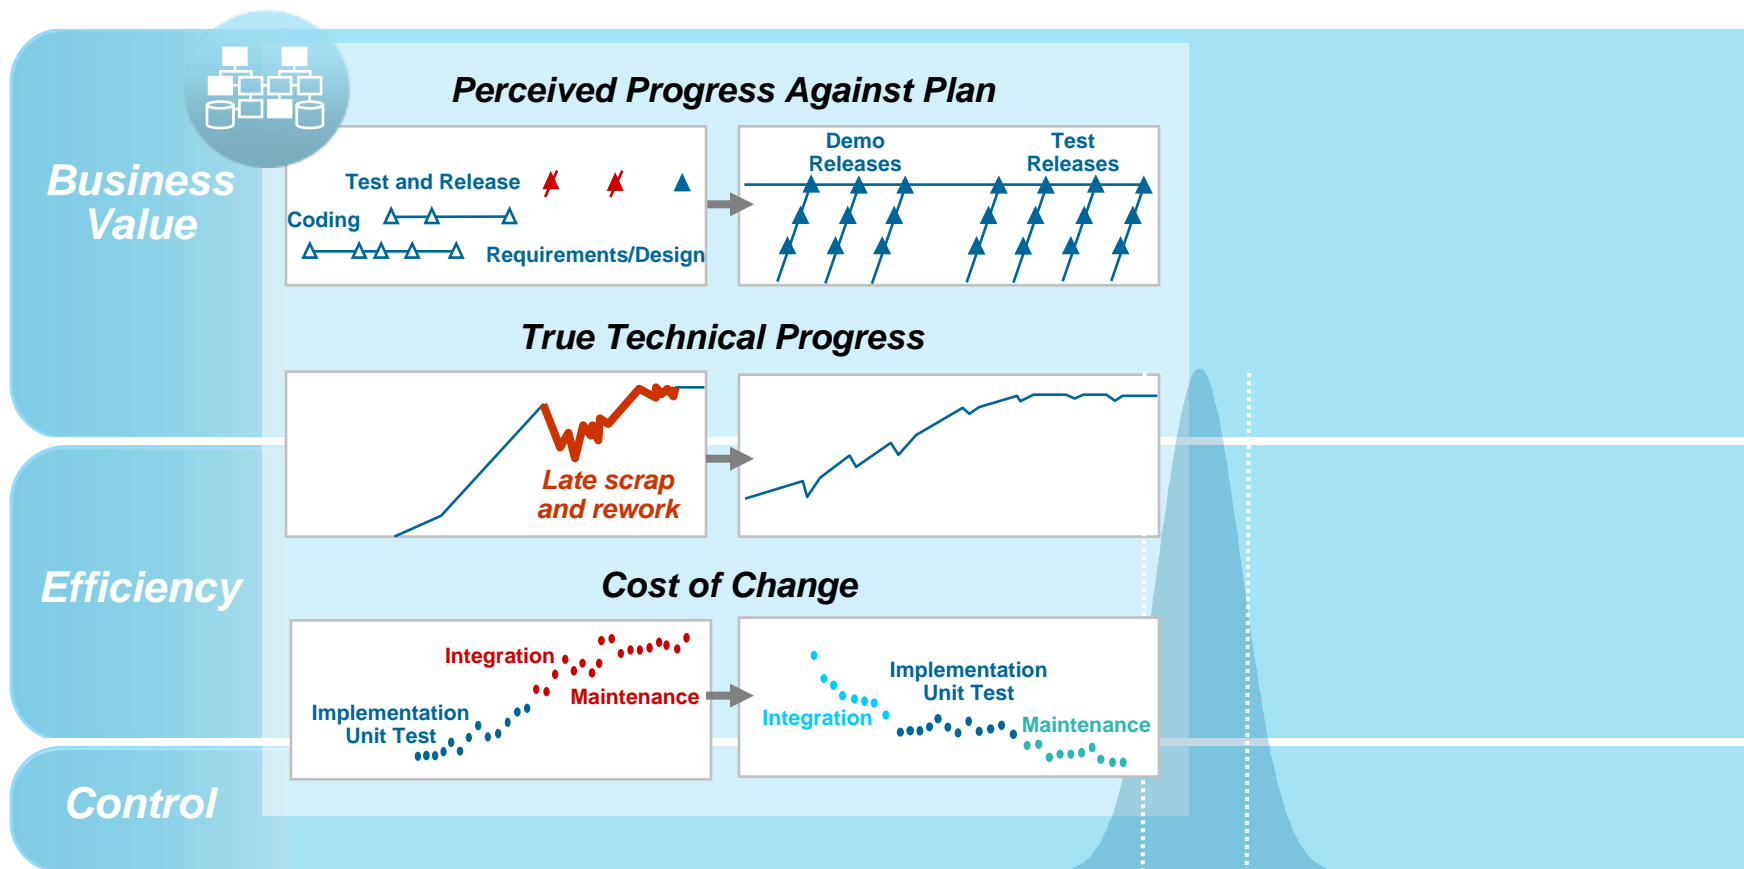 Business
Value
Perceived Progress Against Plan
Test and Release
Coding
Requirements/Design
Demo
Releases
Test
Releases
True Technical Progress
Late scrap
and rework
Efficiency
Cost of Change
Integration
Maintenance
Implementation
Unit Test
Implementation
Unit Test
Integration
Maintenance
Control